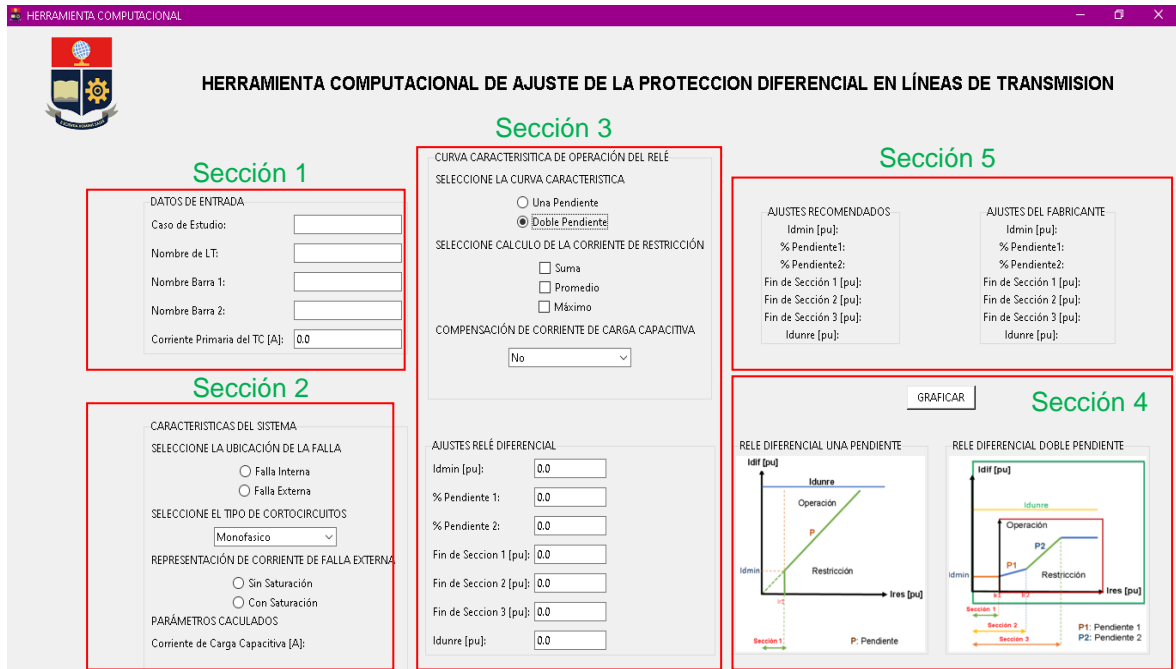 HERRAMIENTA COMPUTACIONAL
HERRAMIENTA COMPUTACIONAL DE AJUSTE DE LA PROTECCION DIFERENCIAL EN LÍNEAS DE TRANSMISION
Sección 1
DATOS DE ENTRADA
Caso de Estudio:
Nombre de LT:
Nombre Barra 1:
Nombre Barra 2:
Corriente Primaria del TC [A]: 0.0
Sección 2
CARACTERISTICAS DEL SISTEMA
SELECCIONE LA UBICACIÓN DE LA FALLA
Falla Interna
Falla Externa
SELECCIONE EL TIPO DE CORTOCIRCUITOS
Monofasico
REPRESENTACIÓN DE CORRIENTE DE FALLA EXTERNA
Sin Saturación
Con Saturación
PARÁMETROS CACULADOS
Corriente de Carga Capacitiva [A]:
Sección 3
CURVA CARACTERISITICA DE OPERACIÓN DEL RELÉ
SELECCIONE LA CURVA CARACTERISTICA
Una Pendiente
Doble Pendiente
SELECCIONE CALCULO DE LA CORRIENTE DE RESTRICCIÓN
Suma
Promedio
Máximo
COMPENSACIÓN DE CORRIENTE DE CARGA CAPACITIVA
No
AJUSTES RELÉ DIFERENCIAL
Idmin [pu]: 0.0
% Pendiente 1: 0.0
% Pendiente 2: 0.0
Fin de Seccion 1 [pu]: 0.0
Fin de Seccion 2 [pu]: 0.0
Fin de Seccion 3 [pu]: 0.0
Idunre [pu]: 0.0
Sección 5
AJUSTES RECOMENDADOS
Idmin [pu]:
% Pendiente1:
% Pendiente2:
Fin de Sección 1 [pu]:
Fin de Sección 2 [pu]:
Fin de Sección 3 [pu]:
Idunre [pu]:
AJUSTES DEL FABRICANTE
Idmin [pu]:
% Pendiente1:
% Pendiente2:
Fin de Sección 1 [pu]:
Fin de Sección 2 [pu]:
Fin de Sección 3 [pu]:
Idunre [pu]:
GRAFICAR
Sección 4
RELE DIFERENCIAL UNA PENDIENTE
Idif [pu]
Idunre
Operación
P
Idmin
Restricción
Ires [pu]
Sección 1
P: Pendiente
RELE DIFERENCIAL DOBLE PENDIENTE
Idif [pu]
Idunre
Operación
P2
P1
Idmin
Restricción
Ires [pu]
Sección 1
Sección 2
Sección 3
P1: Pendiente 1
P2: Pendiente 2